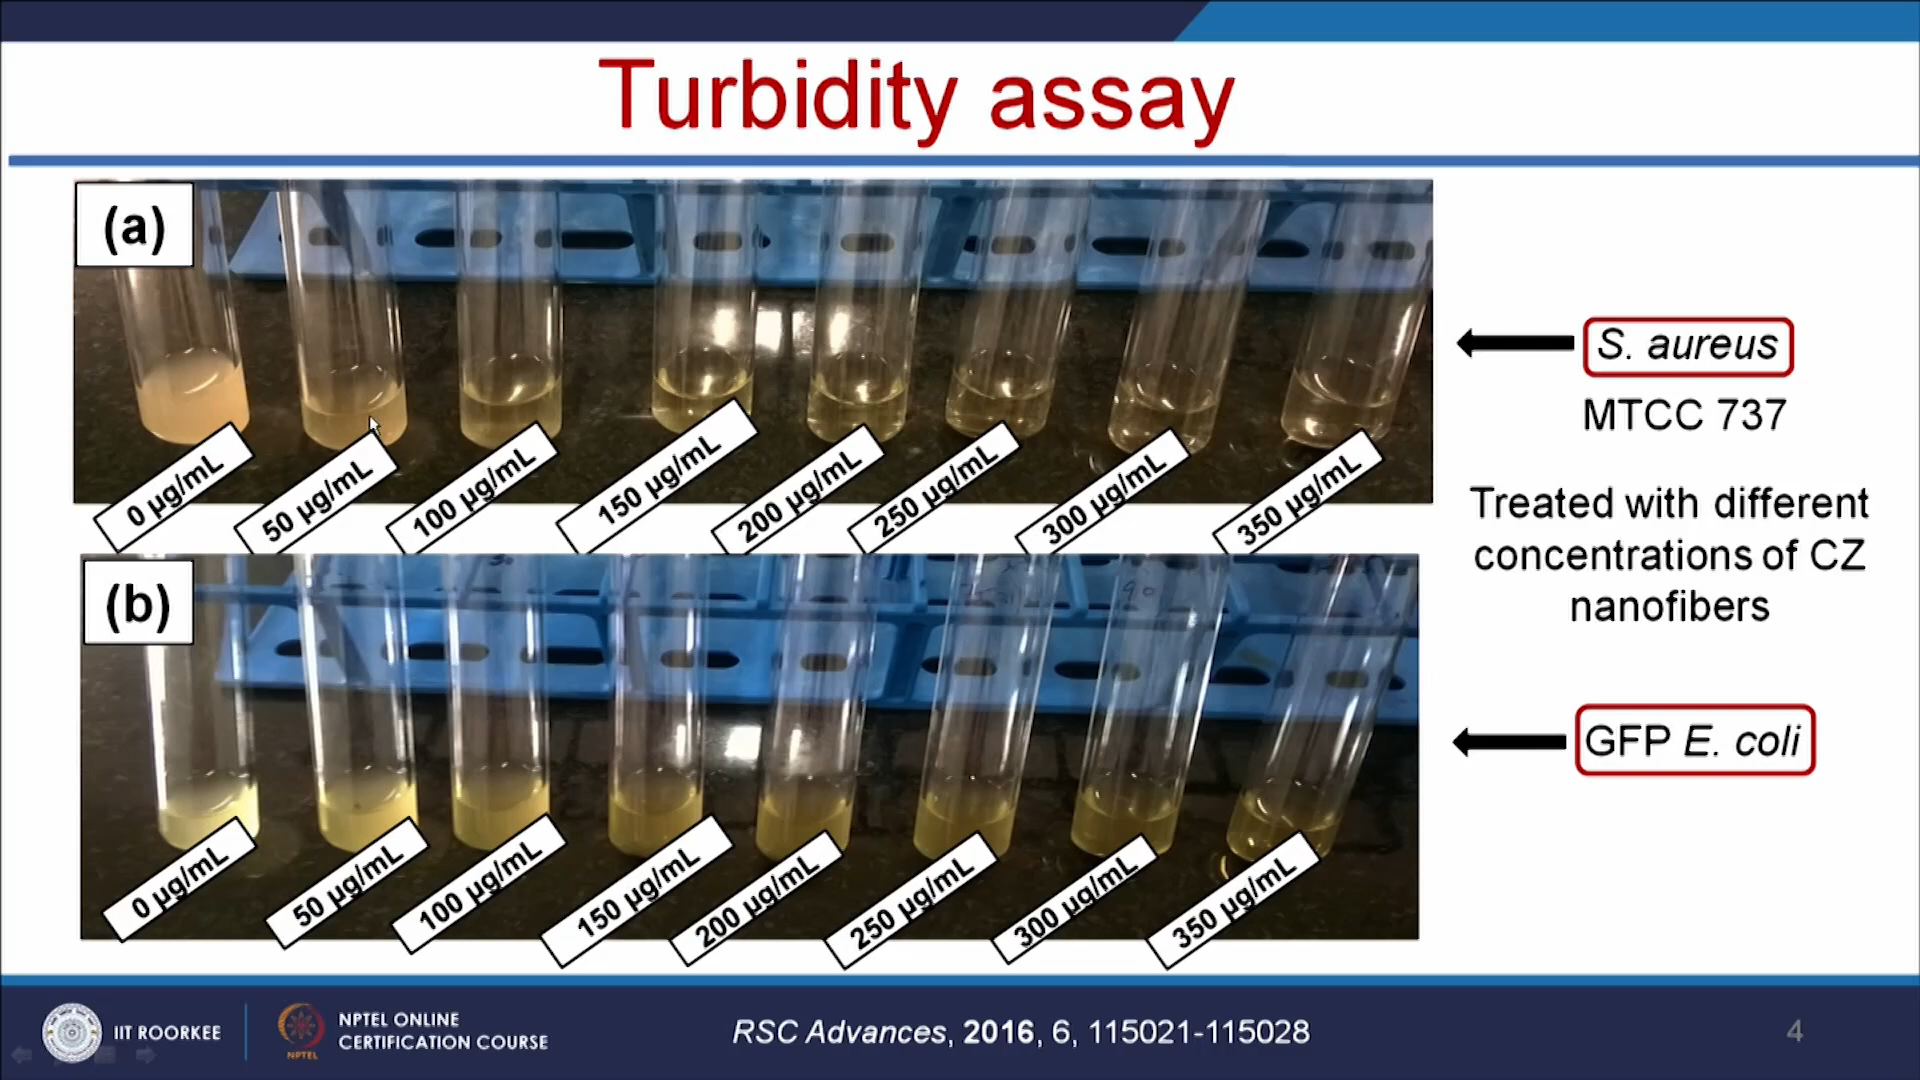 Turbidity assay
(a)
0 µg/mL
50 µg/mL
100 µg/mL
150 µg/mL
200 µg/mL
250 µg/mL
300 µg/mL
350 µg/mL
S. aureus
MTCC 737
Treated with different
concentrations of CZ
nanofibers
(b)
0 µg/mL
50 µg/mL
100 µg/mL
150 µg/mL
200 µg/mL
250 µg/mL
300 µg/mL
350 µg/mL
GFP E. coli
IIT ROORKEE
NPTEL
NPTEL ONLINE
CERTIFICATION COURSE
RSC Advances, 2016, 6, 115021-115028
4